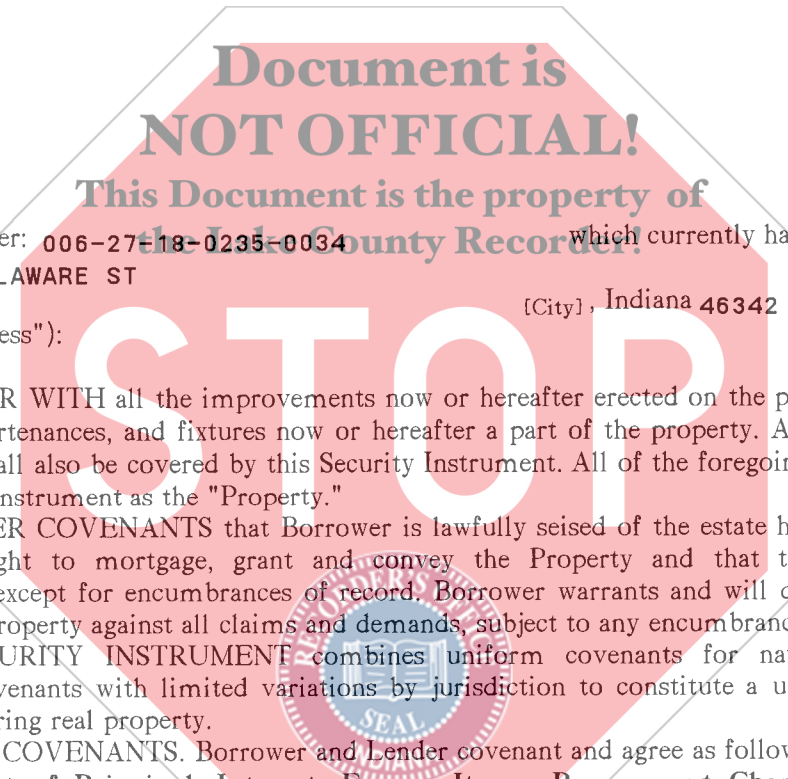 Document is
NOT OFFICIAL!
This Document is the property of
the Lake County Recorder!
er: 006-27-18-0235-0034 which currently ha
LAWARE ST
[City], Indiana 46342
ess"):
STOP
R WITH all the improvements now or hereafter erected on the p
rtenances, and fixtures now or hereafter a part of the property. A
all also be covered by this Security Instrument. All of the foregoin
nstrument as the "Property."
ER COVENANTS that Borrower is lawfully seised of the estate h
ght to mortgage, grant and convey the Property and that t
except for encumbrances of record. Borrower warrants and will d
roperty against all claims and demands, subject to any encumbranc
URITY INSTRUMENT combines uniform covenants for na
venants with limited variations by jurisdiction to constitute a u
ring real property.
RECORDER'S OFFICE
SEAL
COVENANTS. Borrower and Lender covenant and agree as follow